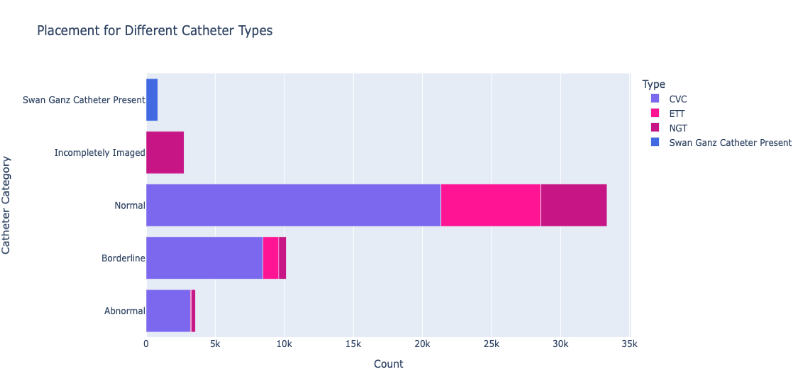 Placement for Different Catheter Types
Type
CVC
ETT
NGT
Swan Ganz Catheter Present
Catheter Category
Swan Ganz Catheter Present
Incompletely Imaged
Normal
Borderline
Abnormal
0 5k 10k 15k 20k 25k 30k 35k
Count